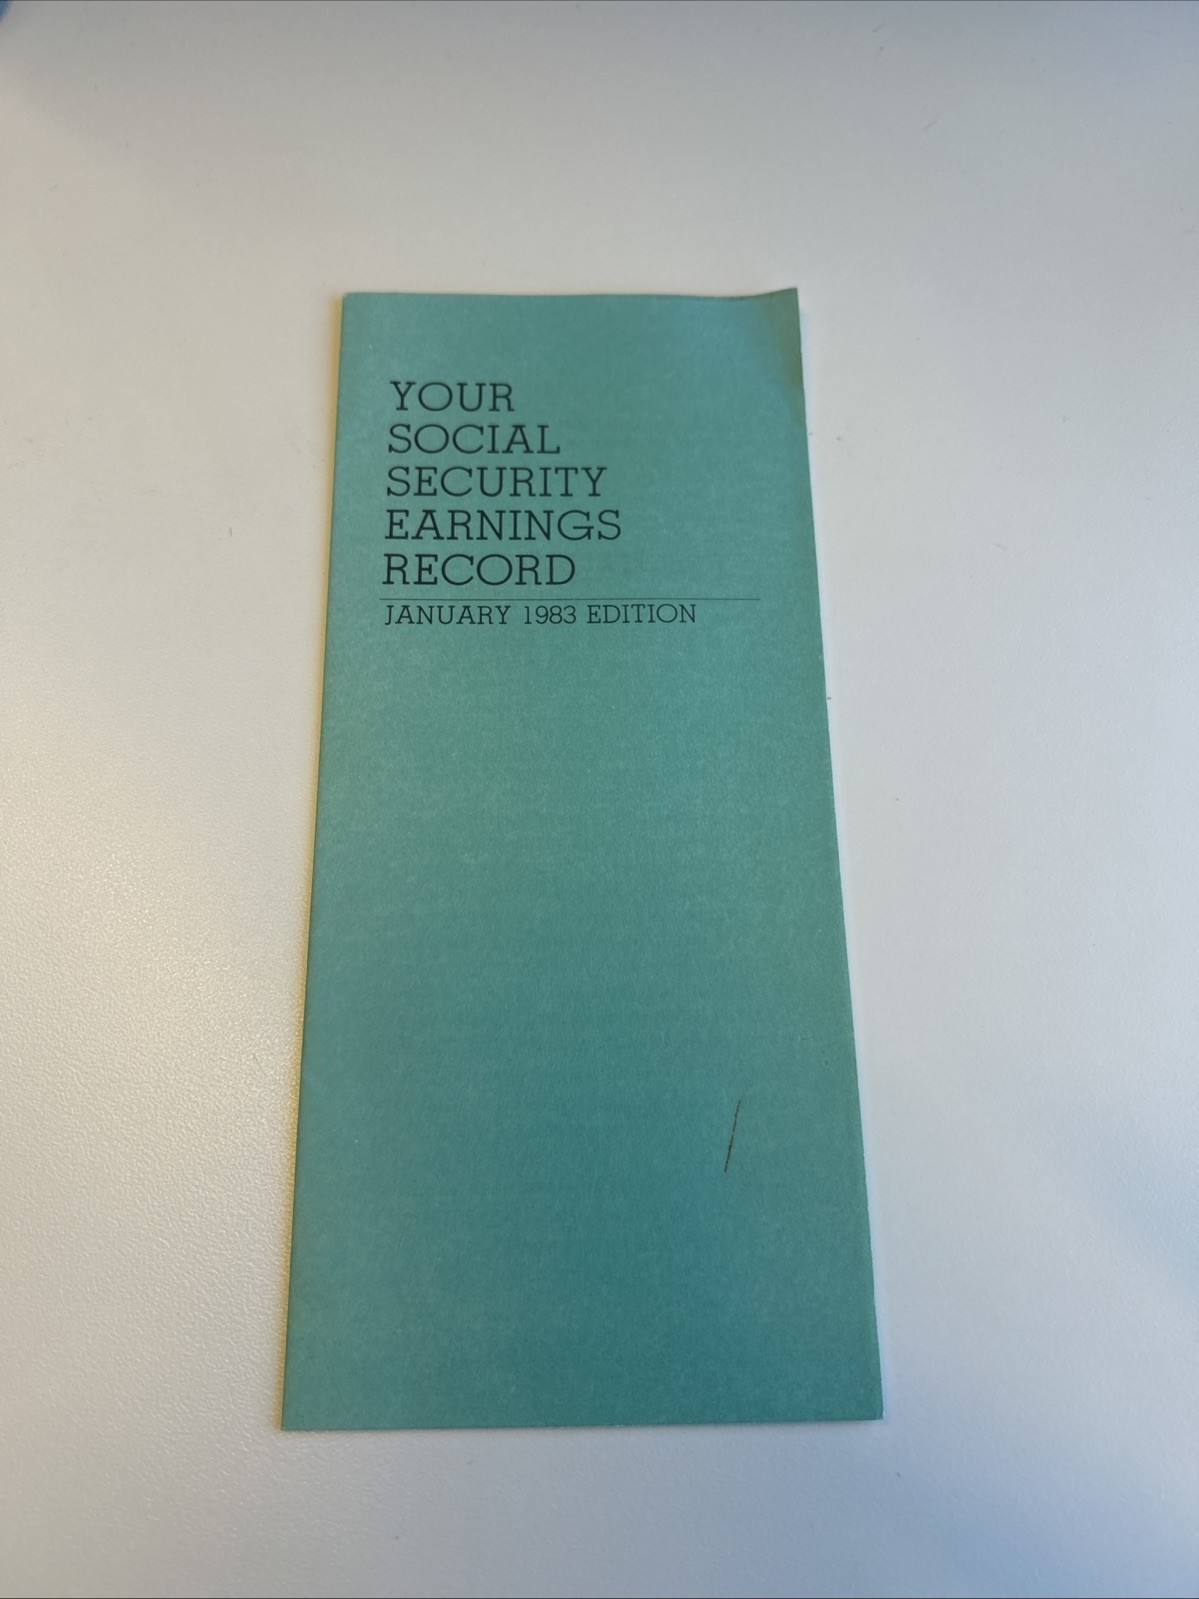 YOUR
SOCIAL
SECURITY
EARNINGS
RECORD
JANUARY 1983 EDITION